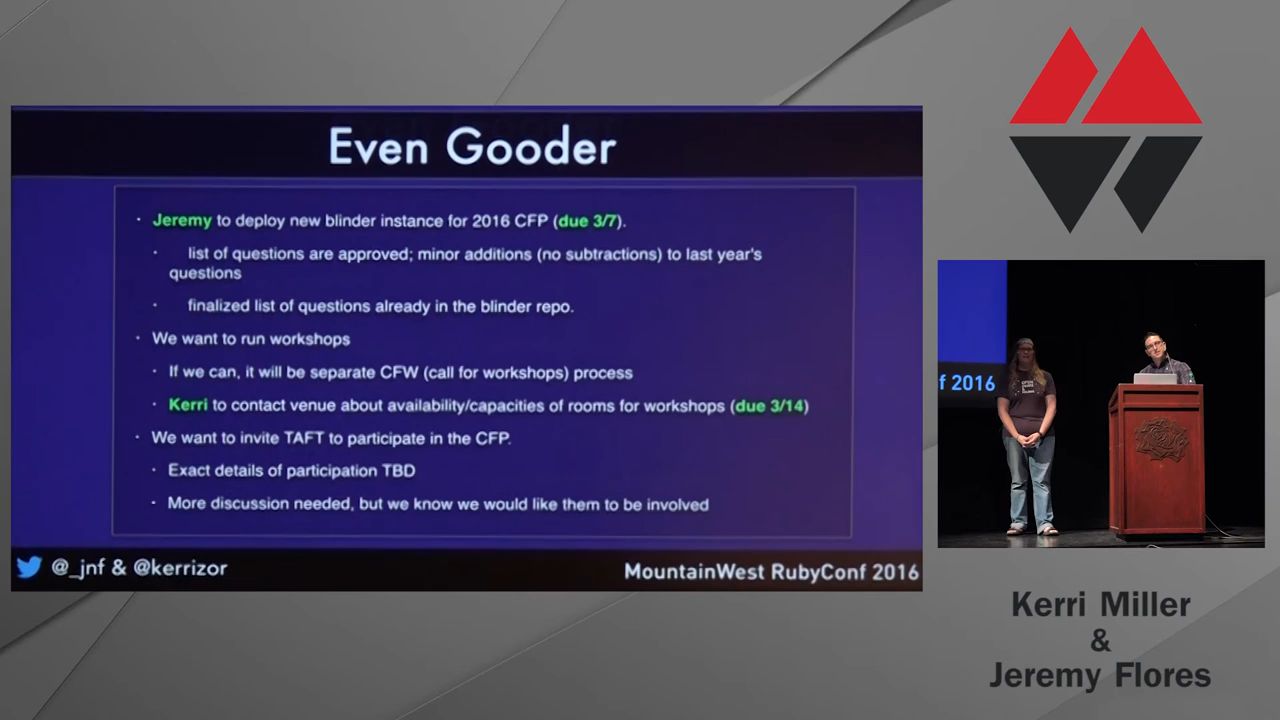 Even Gooder
· Jeremy to deploy new blinder instance for 2016 CFP (due 3/7).
· list of questions are approved; minor additions (no subtractions) to last year's
questions
· finalized list of questions already in the blinder repo.
· We want to run workshops
· If we can, it will be separate CFW (call for workshops) process
· Kerri to contact venue about availability/capacities of rooms for workshops (due 3/14)
· We want to invite TAFT to participate in the CFP.
· Exact details of participation TBD
· More discussion needed, but we know we would like them to be involved
@_jnf & @kerrizor
MountainWest RubyConf 2016
f 2016
Kerri Miller
&
Jeremy Flores